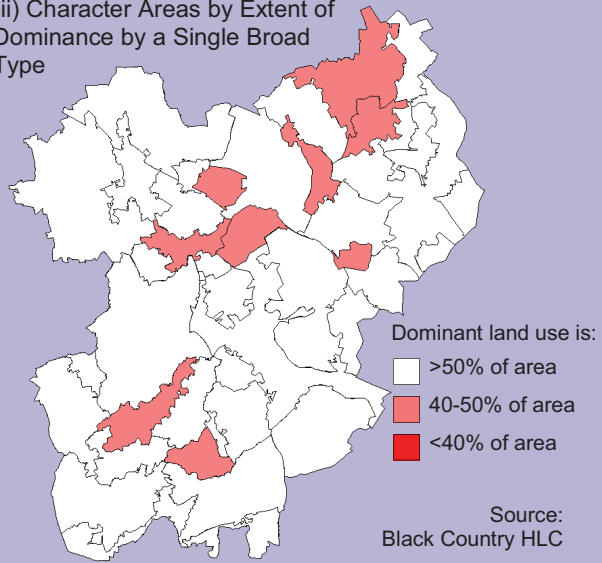 ii) Character Areas by Extent of
Dominance by a Single Broad
Type
Dominant land use is:
>50% of area
40-50% of area
<40% of area
Source:
Black Country HLC